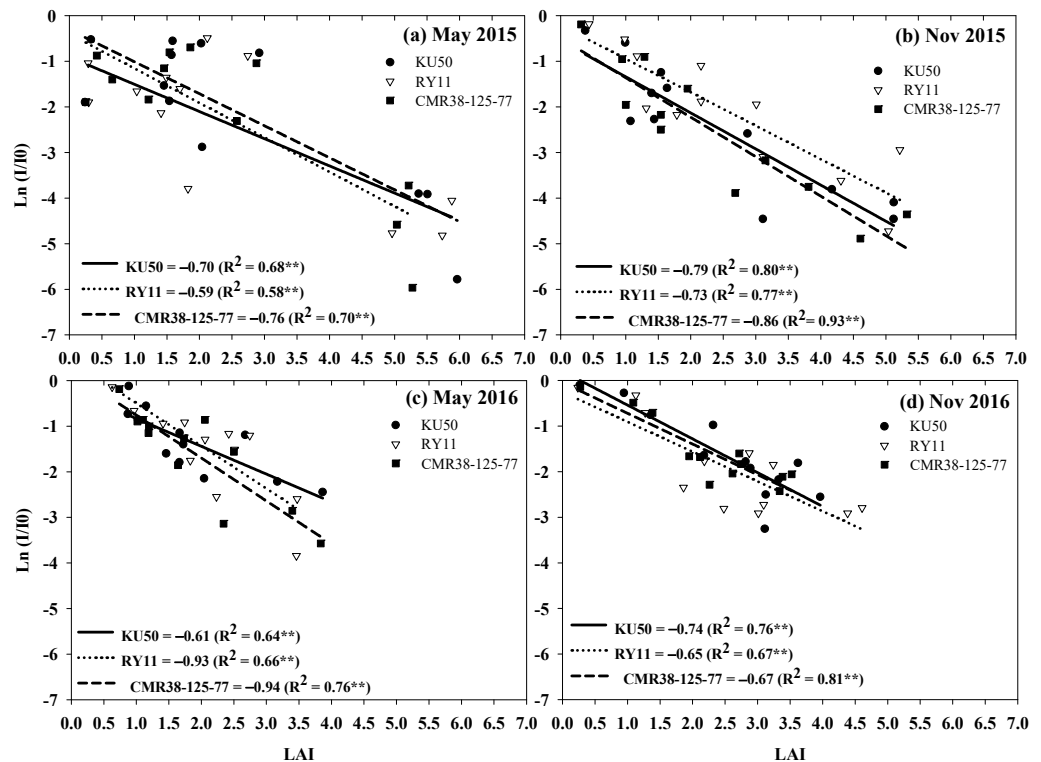 (a) May 2015
KU50
RY11
CMR38-125-77
KU50 = −0.70 (R2 = 0.68**)
RY11 = −0.59 (R2 = 0.58**)
CMR38-125-77 = −0.76 (R2 = 0.70**)
Ln (I/I0)
0
-1
-2
-3
-4
-5
-6
-7
0.0 0.5 1.0 1.5 2.0 2.5 3.0 3.5 4.0 4.5 5.0 5.5 6.0 7.0
(b) Nov 2015
KU50
RY11
CMR38-125-77
KU50 = −0.79 (R2 = 0.80**)
RY11 = −0.73 (R2 = 0.77**)
CMR38-125-77 = −0.86 (R2= 0.93**)
0
-1
-2
-3
-4
-5
-6
-7
0.0 0.5 1.0 1.5 2.0 2.5 3.0 3.5 4.0 4.5 5.0 5.5 6.0 7.0
(c) May 2016
KU50
RY11
CMR38-125-77
KU50 = −0.61 (R2 = 0.64**)
RY11 = −0.93 (R2 = 0.66**)
CMR38-125-77 = −0.94 (R2 = 0.76**)
Ln (I/I0)
0
-1
-2
-3
-4
-5
-6
-7
0.0 0.5 1.0 1.5 2.0 2.5 3.0 3.5 4.0 4.5 5.0 5.5 6.0 7.0
LAI
(d) Nov 2016
KU50
RY11
CMR38-125-77
KU50 = −0.74 (R2 = 0.76**)
RY11 = −0.65 (R2 = 0.67**)
CMR38-125-77 = −0.67 (R2 = 0.81**)
0
-1
-2
-3
-4
-5
-6
-7
0.0 0.5 1.0 1.5 2.0 2.5 3.0 3.5 4.0 4.5 5.0 5.5 6.0 7.0
LAI